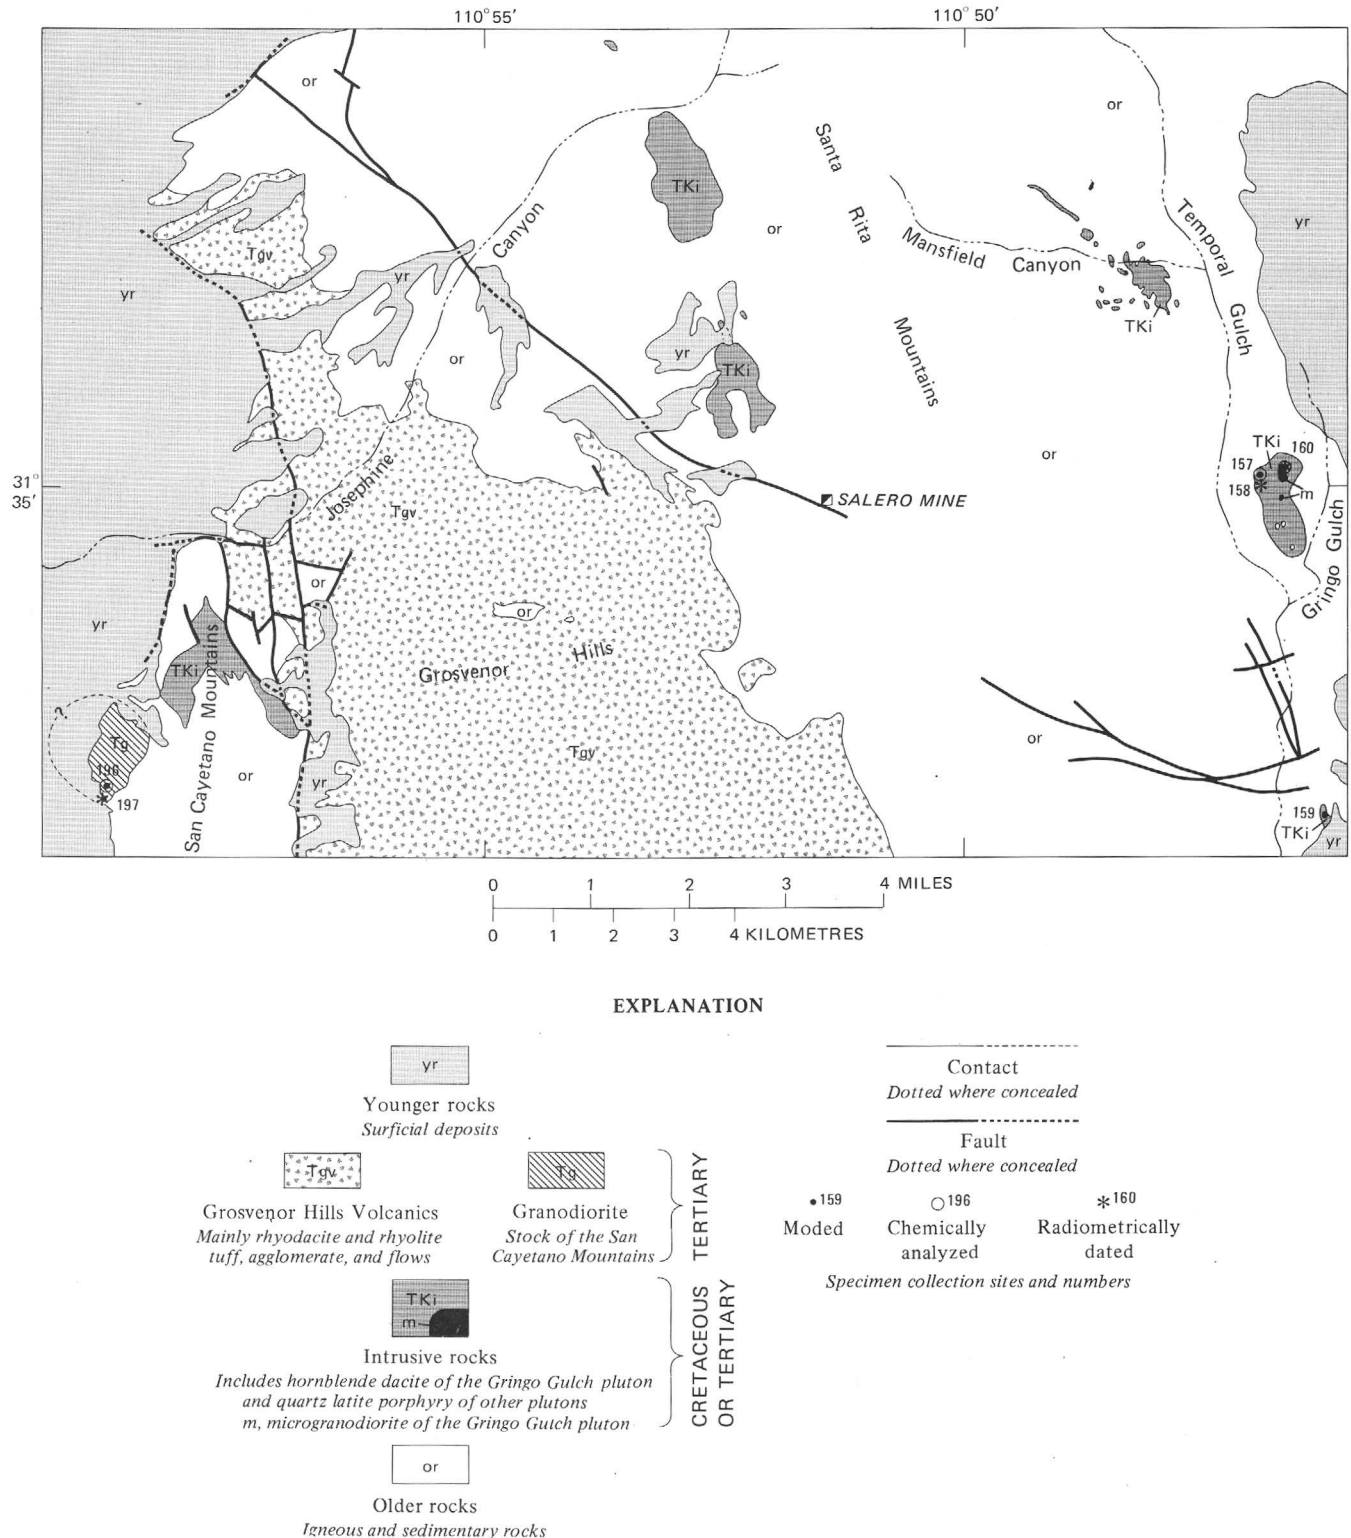 110°55′
110°50′
or
or
Santa
Rita
Mountains
TKi
or
Canyon
Temporal
Gulch
yr
Mansfield Canyon
TKi
Tgv
yr
yr
or
yr
TKi
or
TKi
160
157
158
m
31°
35′
Josephine
Tgv
SALERO MINE
Gringo Gulch
or
or
yr
Grosvenor Hills
TKi
San Cayetano Mountains
?
Tg
196
197
or
yr
Tgv
or
159
TKi
yr
0 1 2 3 4 MILES
0 1 2 3 4 KILOMETRES
EXPLANATION
yr
Younger rocks
Surficial deposits
Tgv
Grosvenor Hills Volcanics
Mainly rhyodacite and rhyolite
tuff, agglomerate, and flows
Tg
Granodiorite
Stock of the San
Cayetano Mountains
TERTIARY
TKi
m
Intrusive rocks
Includes hornblende dacite of the Gringo Gulch pluton
and quartz latite porphyry of other plutons
m, microgranodiorite of the Gringo Gulch pluton
CRETACEOUS
OR TERTIARY
or
Older rocks
Igneous and sedimentary rocks
Contact
Dotted where concealed
Fault
Dotted where concealed
159
Moded
196
Chemically
analyzed
160
Radiometrically
dated
Specimen collection sites and numbers